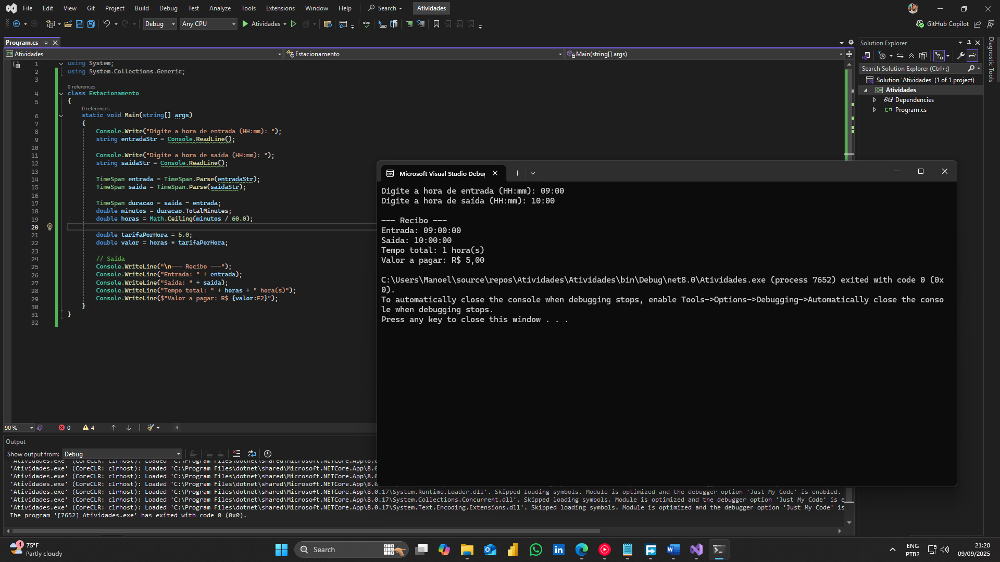 File Edit View Git Project Build Debug Test Analyze Tools Extensions Window Help Search Atividades
Debug Any CPU Atividades GitHub Copilot
Program.cs
Atividades Estacionamento Main(string[] args)
1 using System;
2 using System.Collections.Generic;
3
0 references
4 class Estacionamento
5 {
0 references
6 static void Main(string[] args)
7 {
8 Console.Write("Digite a hora de entrada (HH:mm): ");
9 string entradaStr = Console.ReadLine();
10
11 Console.Write("Digite a hora de saída (HH:mm): ");
12 string saidaStr = Console.ReadLine();
13
14 TimeSpan entrada = TimeSpan.Parse(entradaStr);
15 TimeSpan saida = TimeSpan.Parse(saidaStr);
16
17 TimeSpan duracao = saida - entrada;
18 double minutos = duracao.TotalMinutes;
19 double horas = Math.Ceiling(minutos / 60.0);
20
21 double tarifaPorHora = 5.0;
22 double valor = horas * tarifaPorHora;
23
24 // Saída
25 Console.WriteLine("\n--- Recibo ---");
26 Console.WriteLine("Entrada: " + entrada);
27 Console.WriteLine("Saída: " + saida);
28 Console.WriteLine("Tempo total: " + horas + " hora(s)");
29 Console.WriteLine($"Valor a pagar: R$ {valor:F2}");
30 }
31 }
32
90 % 0 4
Microsoft Visual Studio Debug
Digite a hora de entrada (HH:mm): 09:00
Digite a hora de saída (HH:mm): 10:00
--- Recibo ---
Entrada: 09:00:00
Saída: 10:00:00
Tempo total: 1 hora(s)
Valor a pagar: R$ 5,00
C:\Users\Manoel\source\repos\Atividades\Atividades\bin\Debug\net8.0\Atividades.exe (process 7652) exited with code 0 (0x
0).
To automatically close the console when debugging stops, enable Tools->Options->Debugging->Automatically close the conso
le when debugging stops.
Press any key to close this window . . .
Solution Explorer
Search Solution Explorer (Ctrl+;)
Solution 'Atividades' (1 of 1 project)
Atividades
Dependencies
C# Program.cs
Diagnostic Tools
Output
Show output from: Debug
'Atividades.exe' (CoreCLR: clrhost): Loaded 'C:\Program Files\dotnet\shared\Microsoft.NETCore.App\8.0
'Atividades.exe' (CoreCLR: clrhost): Loaded 'C:\Program Files\dotnet\shared\Microsoft.NETCore.App\8.0
'Atividades.exe' (CoreCLR: clrhost): Loaded 'C:\Program Files\dotnet\shared\Microsoft.NETCore.App\8.0
'Atividades.exe' (CoreCLR: clrhost): Loaded 'C:\Program Files\dotnet\shared\Microsoft.NETCore.App\8.0
'Atividades.exe' (CoreCLR: clrhost): Loaded 'C:\Program Files\dotnet\shared\Microsoft.NETCore.App\8.0.17\System.Runtime.Loader.dll'. Skipped loading symbols. Module is optimized and the debugger option 'Just My Code' is enabled.
'Atividades.exe' (CoreCLR: clrhost): Loaded 'C:\Program Files\dotnet\shared\Microsoft.NETCore.App\8.0.17\System.Collections.Concurrent.dll'. Skipped loading symbols. Module is optimized and the debugger option 'Just My Code' is e
'Atividades.exe' (CoreCLR: clrhost): Loaded 'C:\Program Files\dotnet\shared\Microsoft.NETCore.App\8.0.17\System.Text.Encoding.Extensions.dll'. Skipped loading symbols. Module is optimized and the debugger option 'Just My Code' is
The program '[7652] Atividades.exe' has exited with code 0 (0x0).
4 75°F
Partly cloudy
Search
ENG
PTB2
21:20
09/09/2025